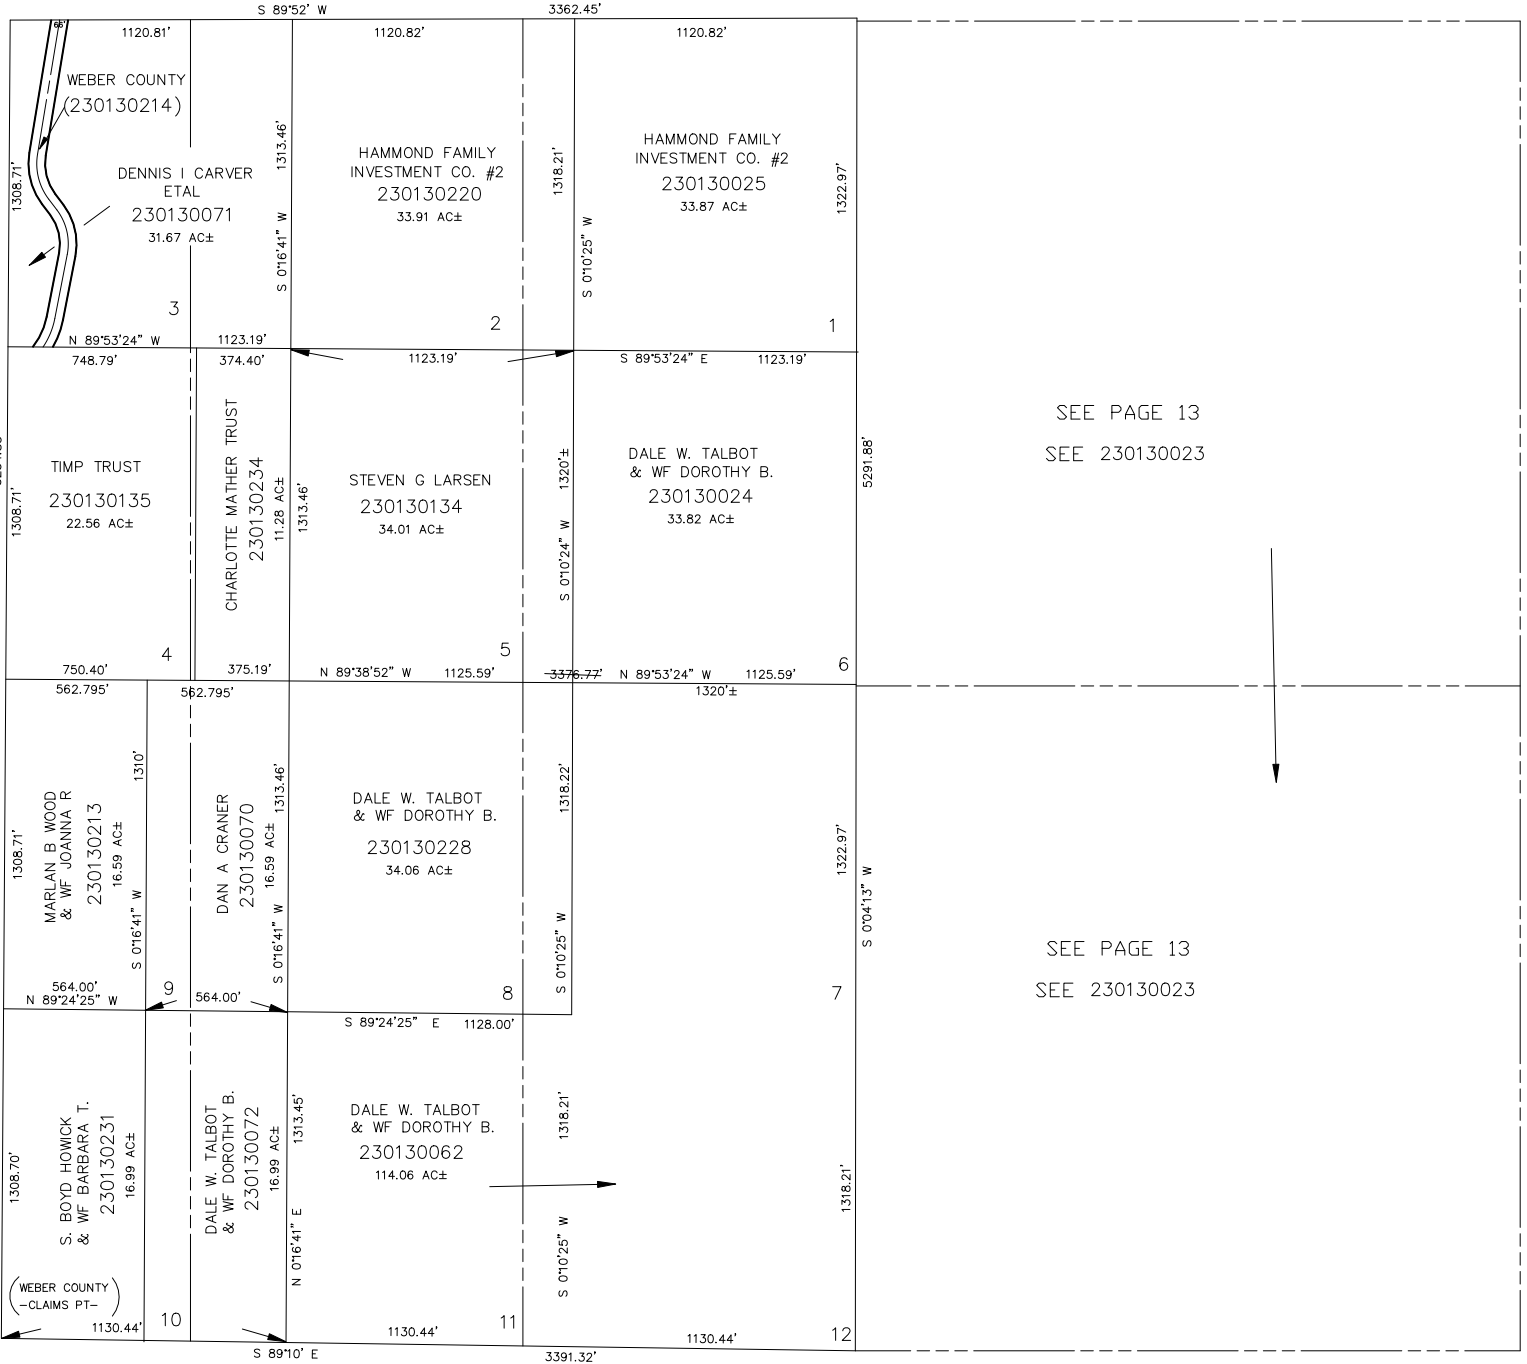 S 89°52' W
3362.45'
66'
1120.81'
1120.82'
1120.82'
WEBER COUNTY
(230130214)
1308.71'
DENNIS I CARVER
ETAL
230130071
31.67 AC±
1313.46'
S 0°16'41" W
HAMMOND FAMILY
INVESTMENT CO. #2
230130220
33.91 AC±
1318.21'
S 0°10'25" W
HAMMOND FAMILY
INVESTMENT CO. #2
230130025
33.87 AC±
1322.97'
3
2
1
N 89°53'24" W
1123.19'
748.79'
374.40'
1123.19'
S 89°53'24" E
1123.19'
SEE PAGE 13
SEE 230130023
1308.71'
TIMP TRUST
230130135
22.56 AC±
CHARLOTTE MATHER TRUST
230130234
11.28 AC±
1313.46'
STEVEN G LARSEN
230130134
34.01 AC±
1320'±
S 0°10'24" W
DALE W. TALBOT
& WF DOROTHY B.
230130024
33.82 AC±
5291.88'
4
5
6
750.40'
375.19'
N 89°38'52" W
1125.59'
3376.77'
N 89°53'24" W
1125.59'
562.795'
562.795'
1320'±
1308.71'
MARLAN B WOOD
& WF JOANNA R
230130213
16.59 AC±
1310'
S 0°16'41" W
DAN A CRANER
230130070
16.59 AC±
1313.46'
S 0°16'41" W
DALE W. TALBOT
& WF DOROTHY B.
230130228
34.06 AC±
1318.22'
S 0°10'25" W
1322.97'
S 0°04'13" W
SEE PAGE 13
SEE 230130023
9
8
7
564.00'
N 89°24'25" W
564.00'
S 89°24'25" E
1128.00'
1308.70'
S. BOYD HOWICK
& WF BARBARA T.
230130231
16.99 AC±
DALE W. TALBOT
& WF DOROTHY B.
230130072
16.99 AC±
1313.45'
N 0°16'41" E
DALE W. TALBOT
& WF DOROTHY B.
230130062
114.06 AC±
1318.21'
S 0°10'25" W
1318.21'
(WEBER COUNTY
-CLAIMS PT-)
10
11
12
1130.44'
1130.44'
1130.44'
S 89°10' E
3391.32'